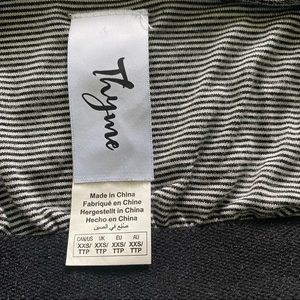 Thyme
Made in China
Fabriqué en Chine
Hergestellt in China
Hecho en China
صنع في الصين
CAN/US UK EU AU
XXS/ XXS/ XXS/ XXS/
TTP TTP TTP TTP